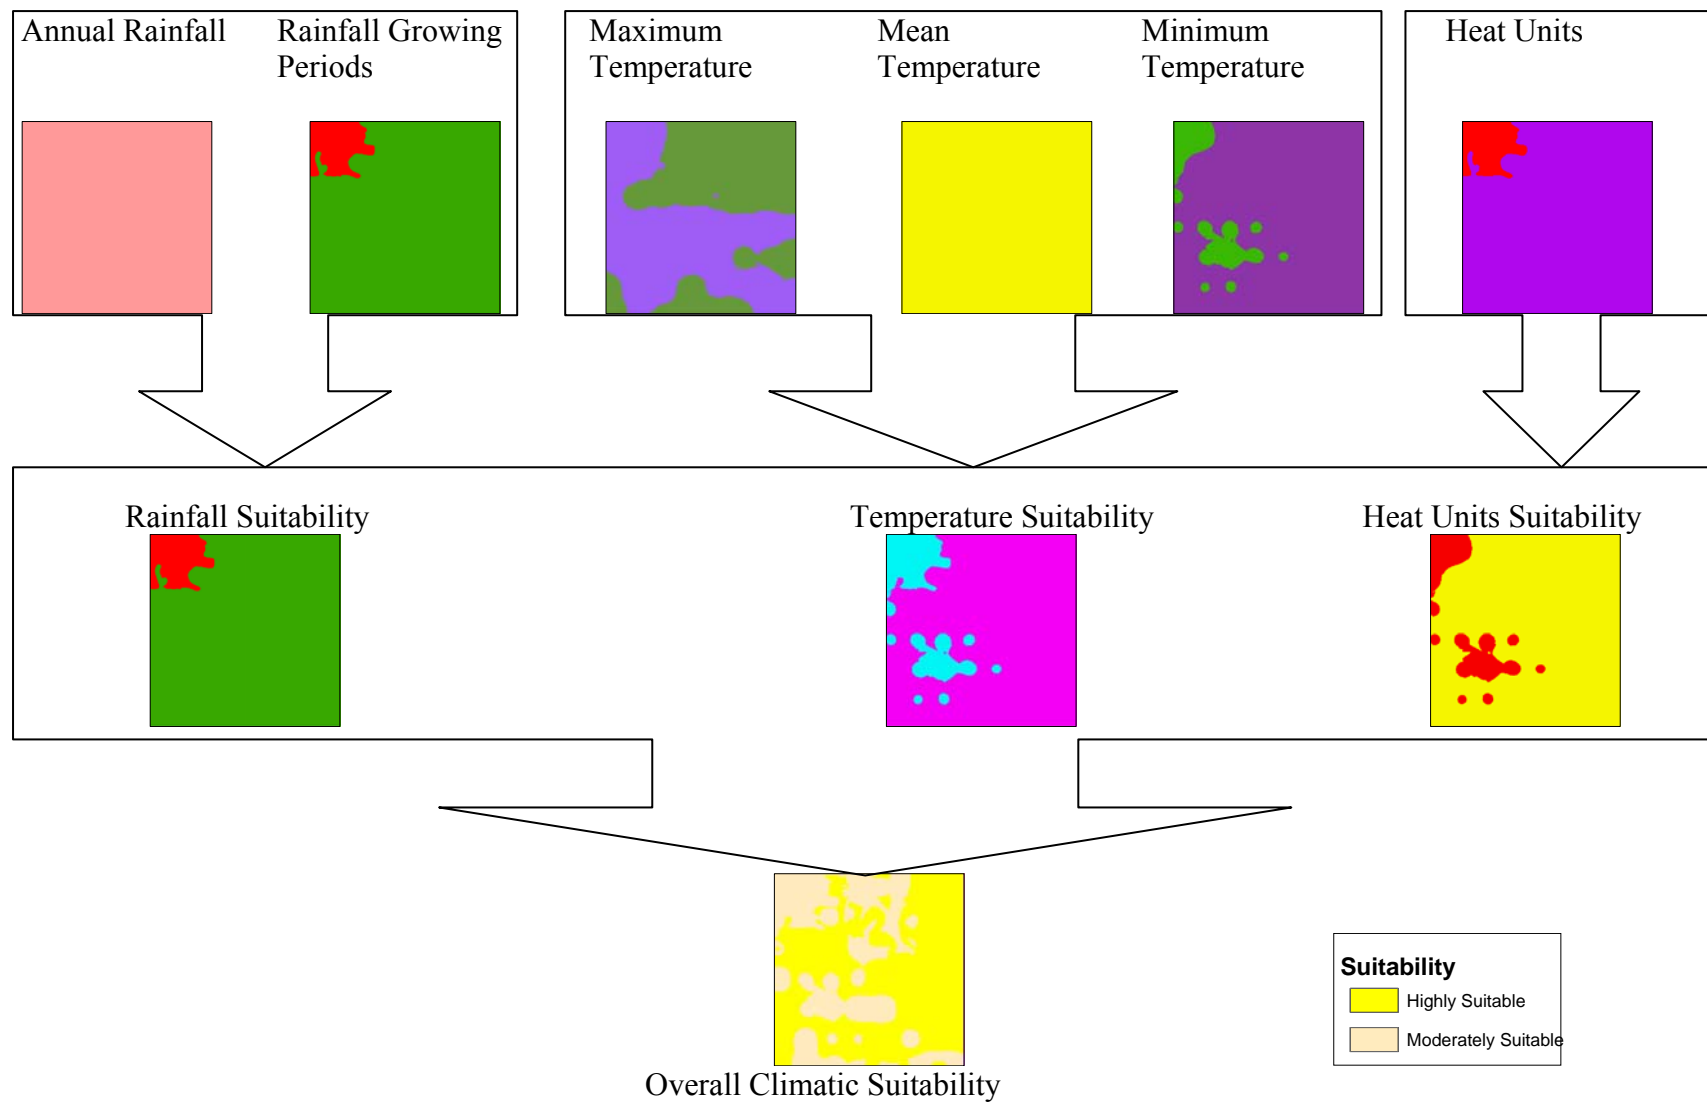 Annual Rainfall
Rainfall Growing
Periods
Maximum
Temperature
Mean
Temperature
Minimum
Temperature
Heat Units
Rainfall Suitability
Temperature Suitability
Heat Units Suitability
Overall Climatic Suitability
Suitability
Highly Suitable
Moderately Suitable